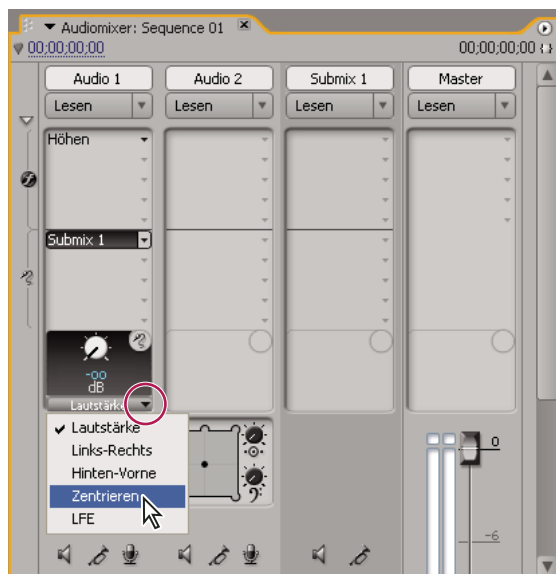 Audiomixer: Sequence 01
00;00;00;00
00;00;00;00
Audio 1
Audio 2
Submix 1
Master
Lesen
Lesen
Lesen
Lesen
Höhen
Submix 1
-oo
dB
Lautstärke
Lautstärke
Links-Rechts
Hinten-Vorne
Zentrieren
LFE
0
-6